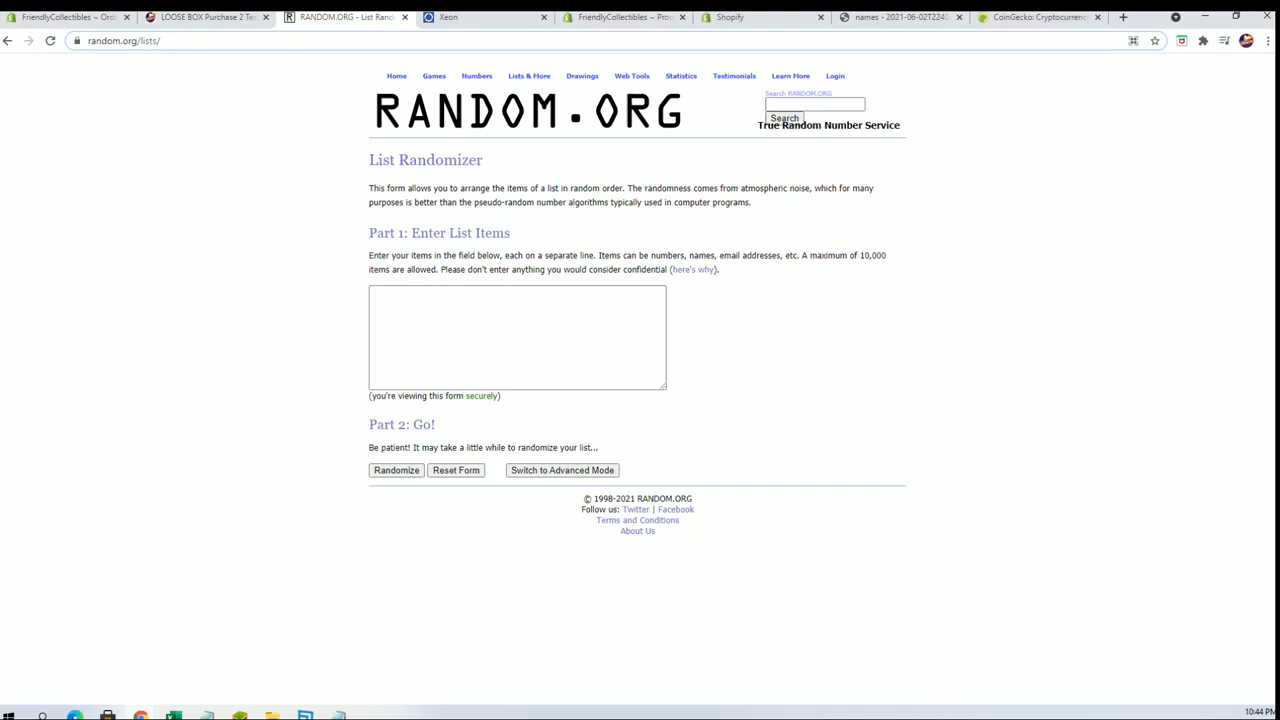 FriendlyCollectibles ~ Orde
LOOSE BOX Purchase 2 Te
RANDOM.ORG - List Rand
Xeon
FriendlyCollectibles ~ Proc
Shopify
names - 2021-06-02T2240
CoinGecko: Cryptocurrenc
random.org/lists/
Home Games Numbers Lists & More Drawings Web Tools Statistics Testimonials Learn More Login
Search RANDOM.ORG
RANDOM.ORG
Search
True Random Number Service
List Randomizer
This form allows you to arrange the items of a list in random order. The randomness comes from atmospheric noise, which for many
purposes is better than the pseudo-random number algorithms typically used in computer programs.
Part 1: Enter List Items
Enter your items in the field below, each on a separate line. Items can be numbers, names, email addresses, etc. A maximum of 10,000
items are allowed. Please don't enter anything you would consider confidential (here's why).
(you're viewing this form securely)
Part 2: Go!
Be patient! It may take a little while to randomize your list...
Randomize Reset Form Switch to Advanced Mode
© 1998-2021 RANDOM.ORG
Follow us: Twitter | Facebook
Terms and Conditions
About Us
10:44 PM